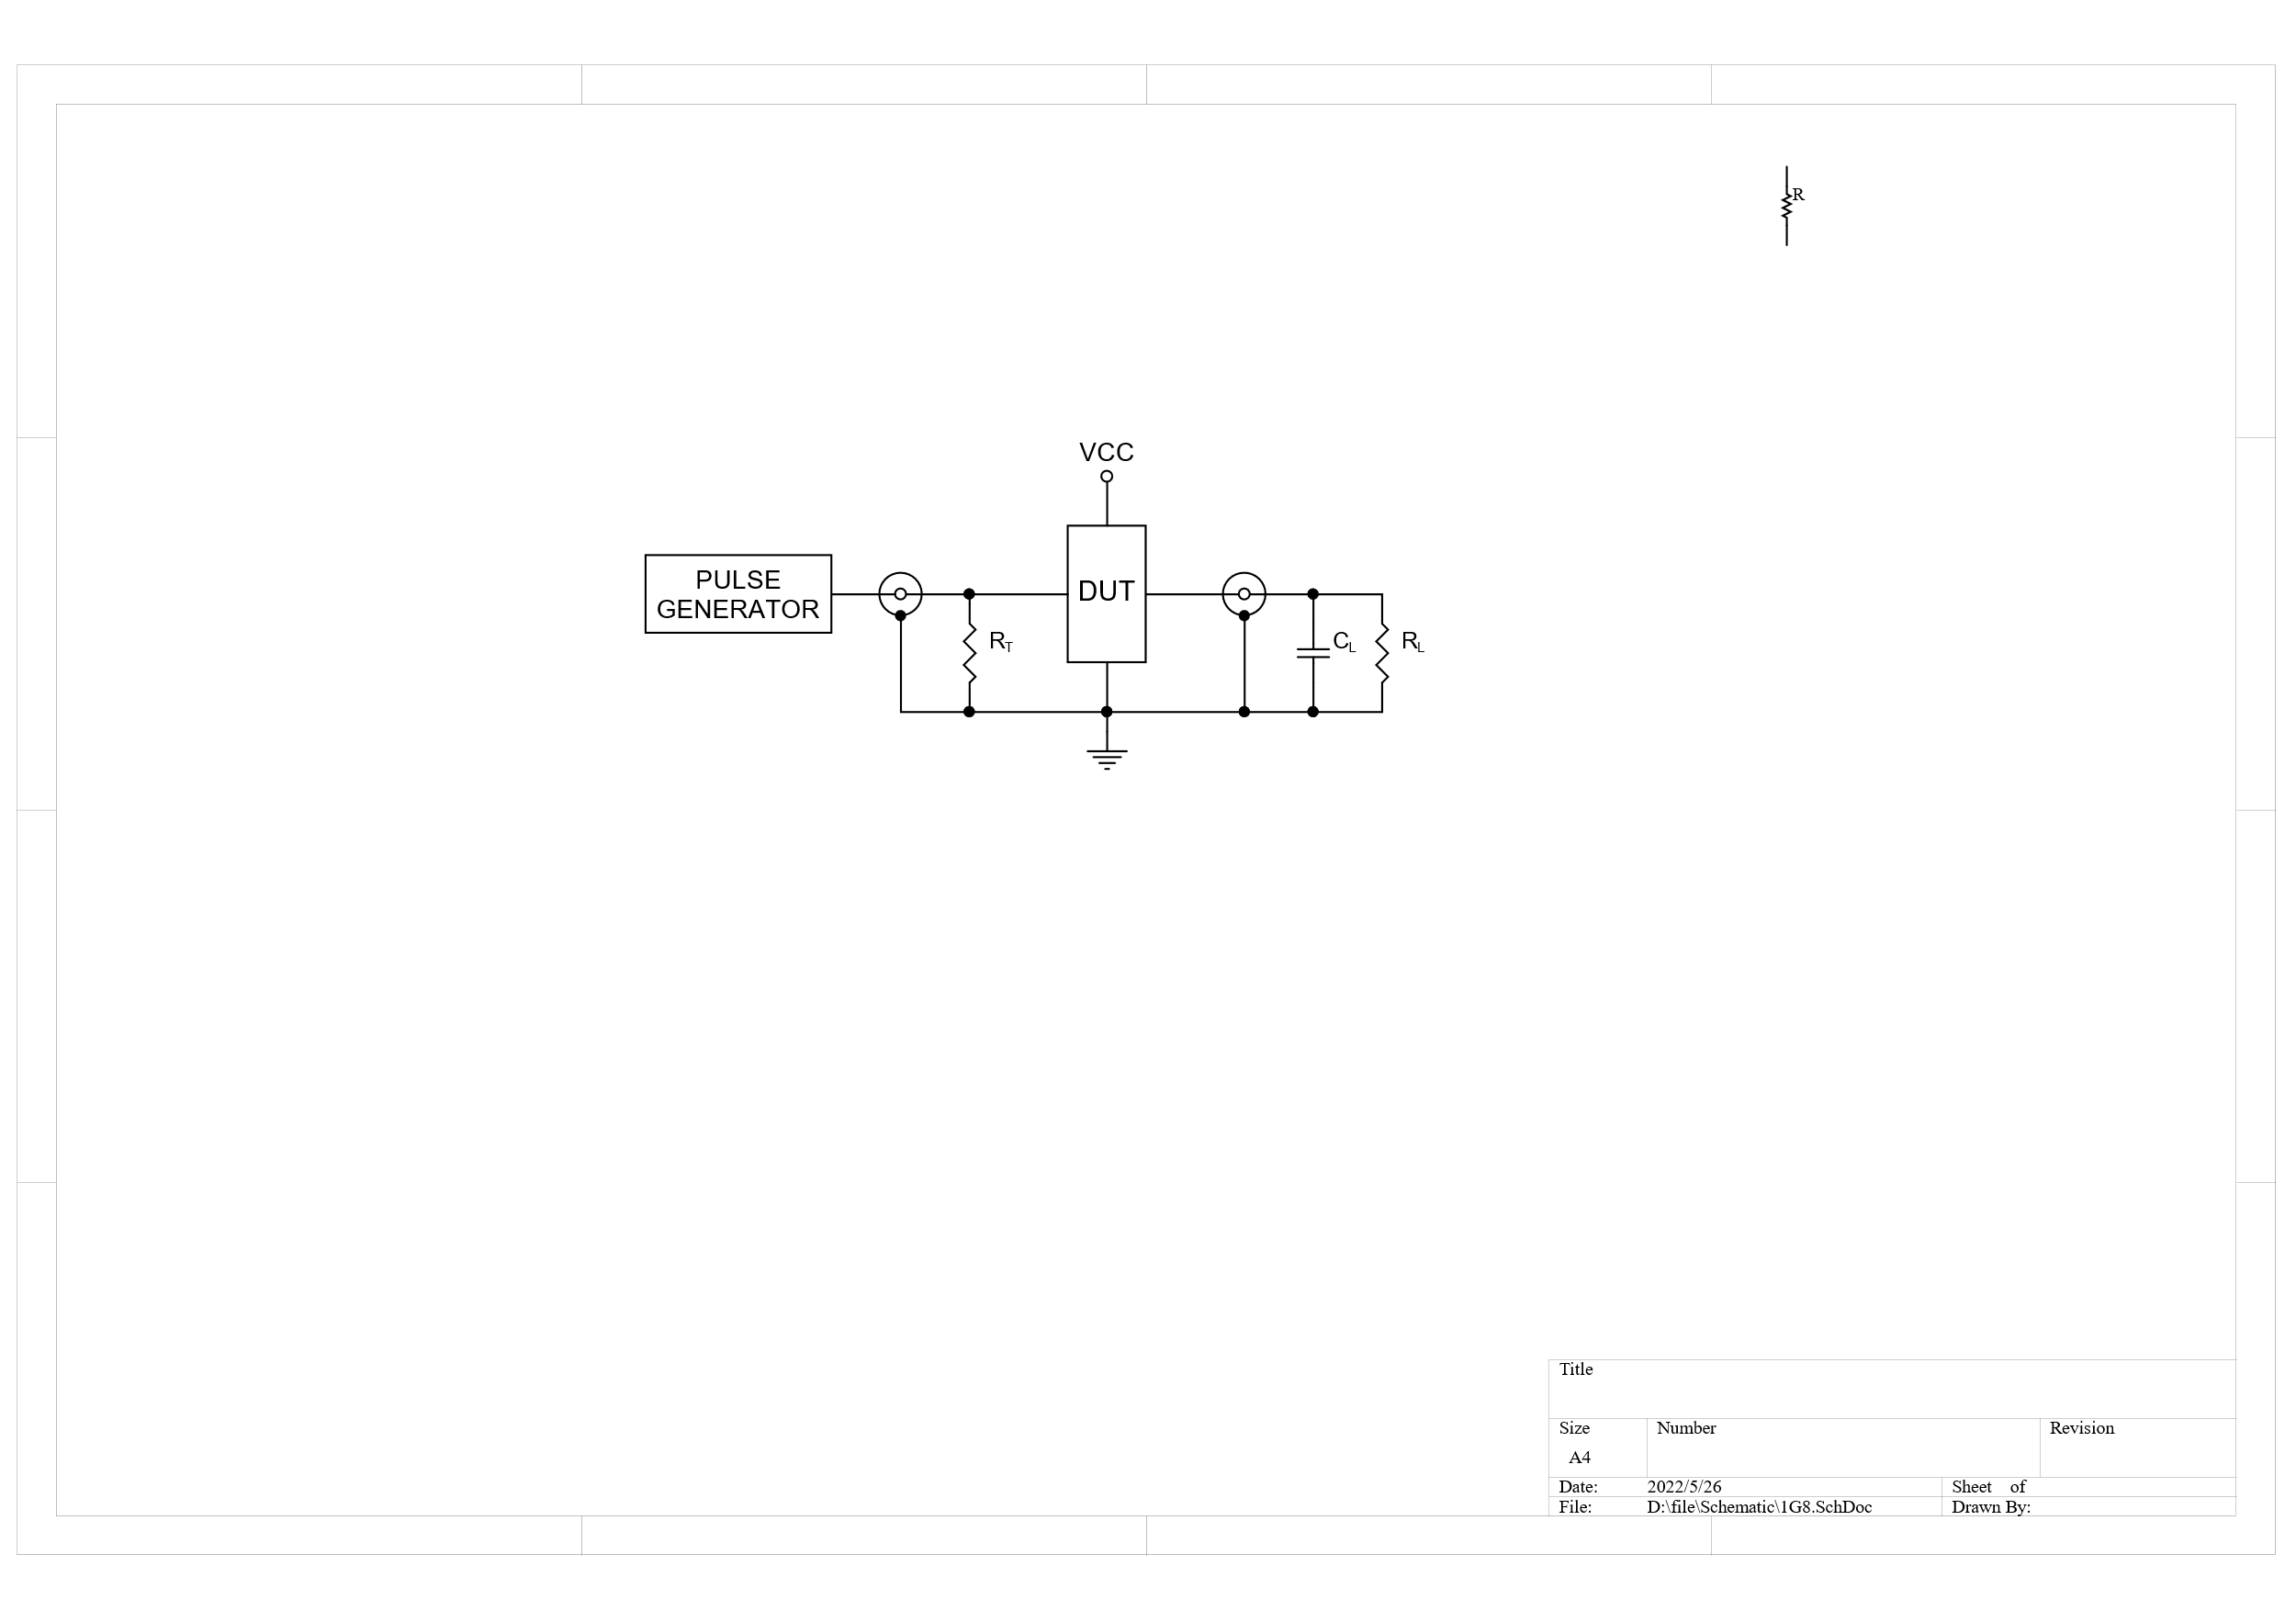 R
VCC
PULSE
GENERATOR
DUT
RT
CL
RL
Title
Size
Number
Revision
A4
Date:
2022/5/26
Sheet of
File:
D:\file\Schematic\1G8.SchDoc
Drawn By: